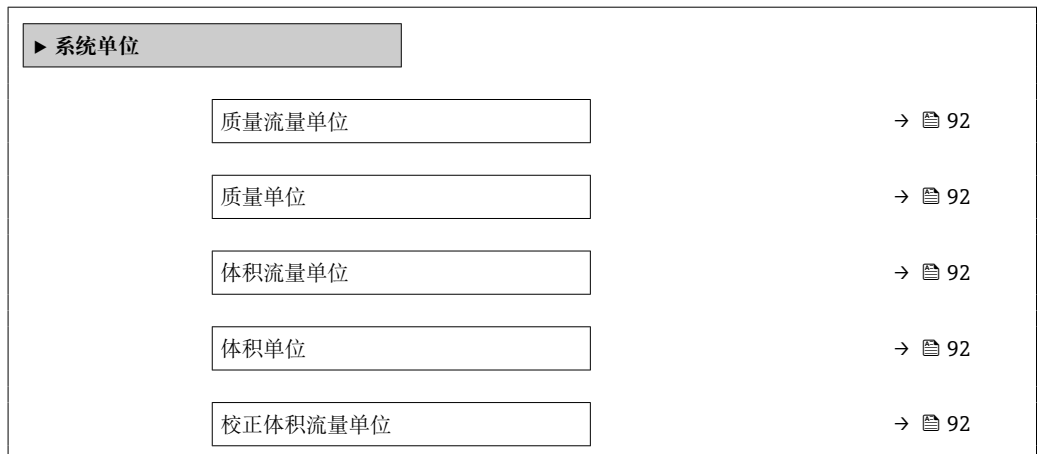 ▶ 系统单位
质量流量单位 → 92
质量单位 → 92
体积流量单位 → 92
体积单位 → 92
校正体积流量单位 → 92